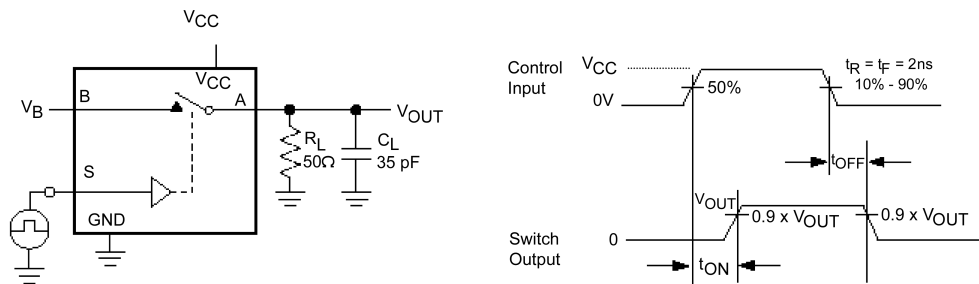 VCC
VCC
B
A
VB
VOUT
RL
50Ω
CL
35 pF
S
GND
Control
Input
VCC
0V
50%
tR = tF = 2ns
10% - 90%
tOFF
VOUT
0.9 x VOUT
0.9 x VOUT
Switch
Output
0
tON